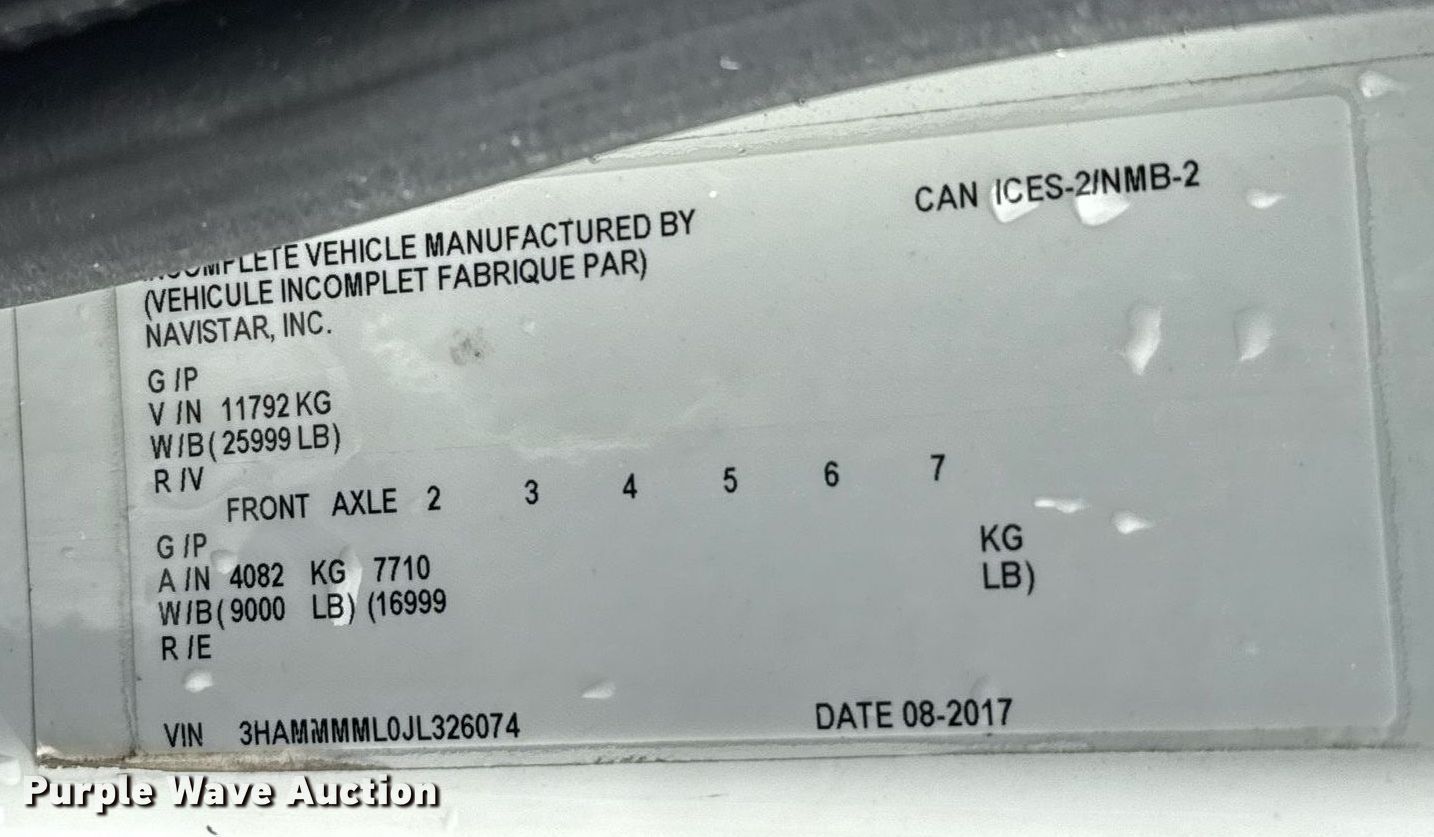 CAN ICES-2/NMB-2
INCOMPLETE VEHICLE MANUFACTURED BY
(VEHICULE INCOMPLET FABRIQUE PAR)
NAVISTAR, INC.
G /P
V /N 11792 KG
W/B( 25999 LB)
R /V
FRONT AXLE 2 3 4 5 6 7
G /P
A /N 4082 KG 7710 KG
W/B( 9000 LB) (16999 LB)
R /E
VIN 3HAMMMML0JL326074 DATE 08-2017
Purple Wave Auction